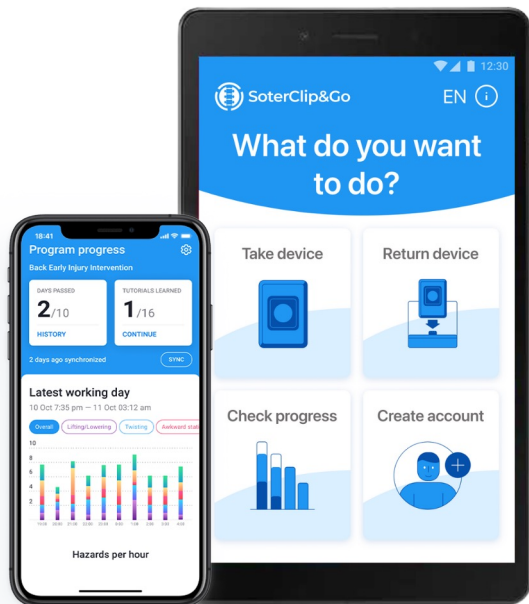 12:30
SoterClip&Go
EN
What do you want
to do?
Take device
Return device
Check progress
Create account
18:41
Program progress
Back Early Injury Intervention
DAYS PASSED
2/10
HISTORY
TUTORIALS LEARNED
1/16
CONTINUE
2 days ago synchronized
SYNC
Latest working day
10 Oct 7:35 pm — 11 Oct 03:12 am
Overall
Lifting/Lowering
Twisting
Awkward stat
10
8
6
4
2
Hazards per hour